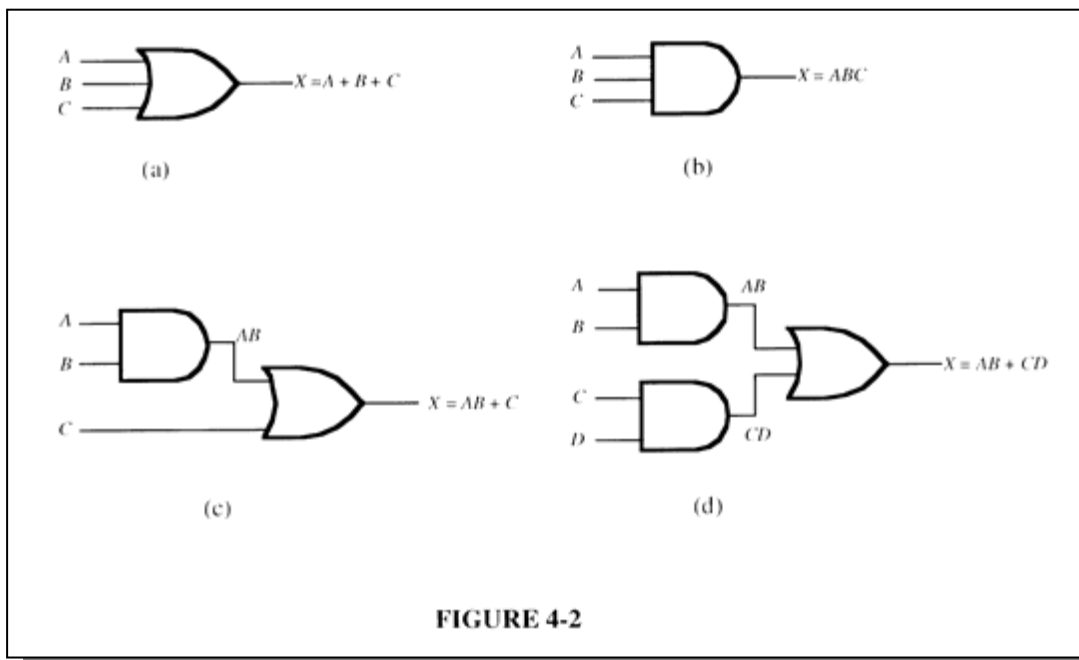 A
B
C
X = A + B + C
(a)
A
B
C
X = ABC
(b)
A
B
AB
C
X = AB + C
(c)
A
B
AB
C
D
CD
X = AB + CD
(d)
FIGURE 4-2